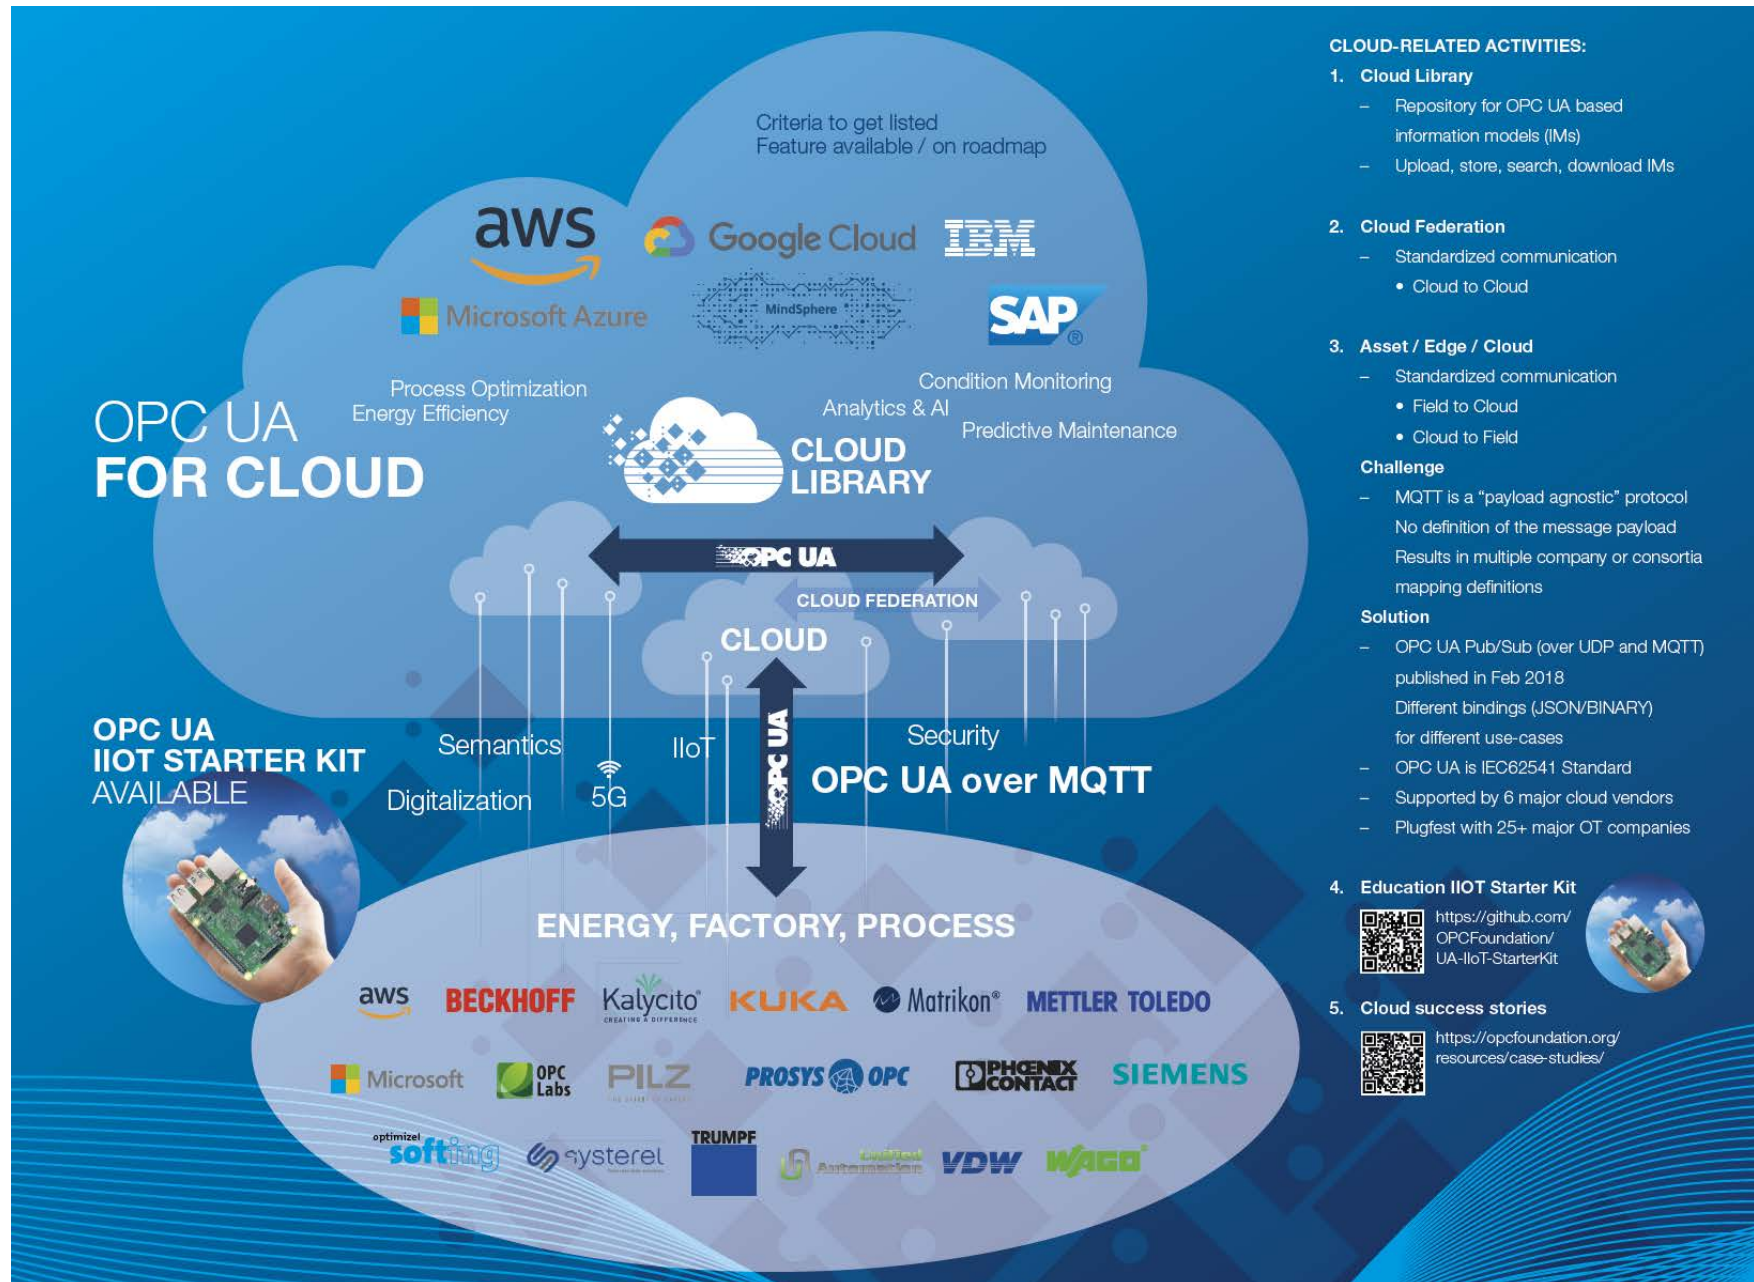 Criteria to get listed
Feature available / on roadmap
aws
Google Cloud
IBM
Microsoft Azure
MindSphere
SAP
®
Process Optimization
Energy Efficiency
Condition Monitoring
Analytics & AI
Predictive Maintenance
OPC UA
FOR CLOUD
CLOUD
LIBRARY
OPC UA
CLOUD FEDERATION
CLOUD
OPC UA
OPC UA
IIOT STARTER KIT
AVAILABLE
Semantics
IIoT
Security
Digitalization
5G
OPC UA over MQTT
ENERGY, FACTORY, PROCESS
aws
BECKHOFF
Kalycito®
CREATING A DIFFERENCE
KUKA
Matrikon®
METTLER TOLEDO
Microsoft
OPC
Labs
PILZ
PROSYS OPC
PHŒNIX
CONTACT
SIEMENS
optimize!
softing
systerel
TRUMPF
Unified
Automation
VDW
WAGO®
CLOUD-RELATED ACTIVITIES:
1. Cloud Library
– Repository for OPC UA based
information models (IMs)
– Upload, store, search, download IMs
2. Cloud Federation
– Standardized communication
• Cloud to Cloud
3. Asset / Edge / Cloud
– Standardized communication
• Field to Cloud
• Cloud to Field
Challenge
– MQTT is a “payload agnostic” protocol
No definition of the message payload
Results in multiple company or consortia
mapping definitions
Solution
– OPC UA Pub/Sub (over UDP and MQTT)
published in Feb 2018
Different bindings (JSON/BINARY)
for different use-cases
– OPC UA is IEC62541 Standard
– Supported by 6 major cloud vendors
– Plugfest with 25+ major OT companies
4. Education IIOT Starter Kit
https://github.com/
OPCFoundation/
UA-IIoT-StarterKit
5. Cloud success stories
https://opcfoundation.org/
resources/case-studies/